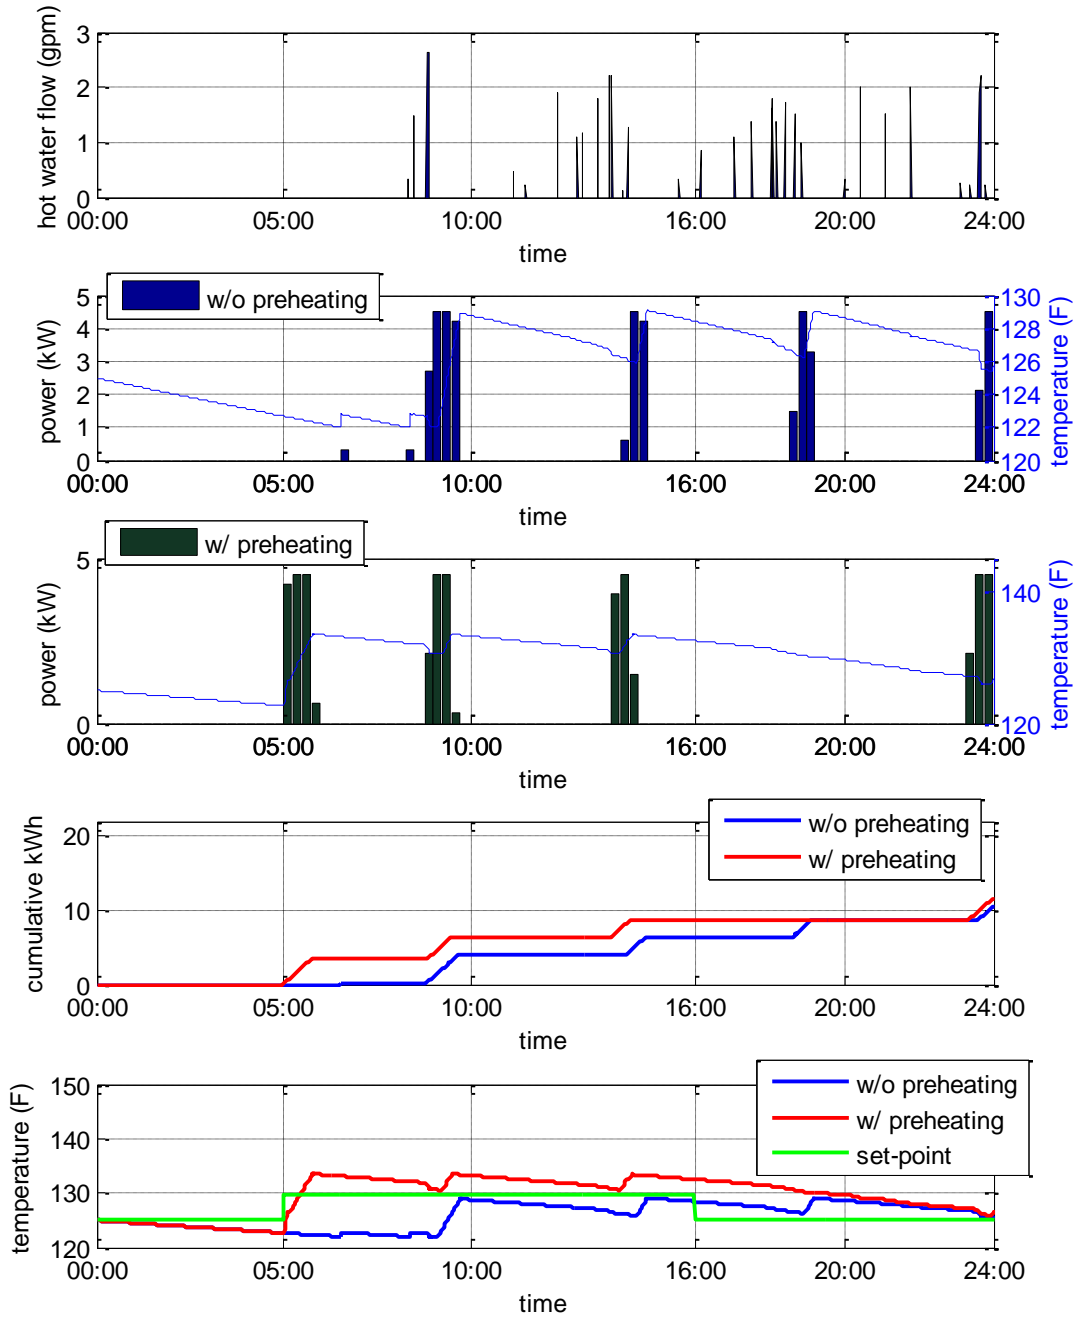 3
2
1
0
hot water flow (gpm)
00:00 05:00 10:00 16:00 20:00 24:00
time
w/o preheating
5
4
3
2
1
0
power (kW)
130
128
126
124
122
120
temperature (F)
00:00 05:00 10:00 16:00 20:00 24:00
time
w/ preheating
5
0
power (kW)
140
120
temperature (F)
00:00 05:00 10:00 16:00 20:00 24:00
time
w/o preheating
w/ preheating
20
10
0
cumulative kWh
00:00 05:00 10:00 16:00 20:00 24:00
time
w/o preheating
w/ preheating
set-point
150
140
130
120
temperature (F)
00:00 05:00 10:00 16:00 20:00 24:00
time